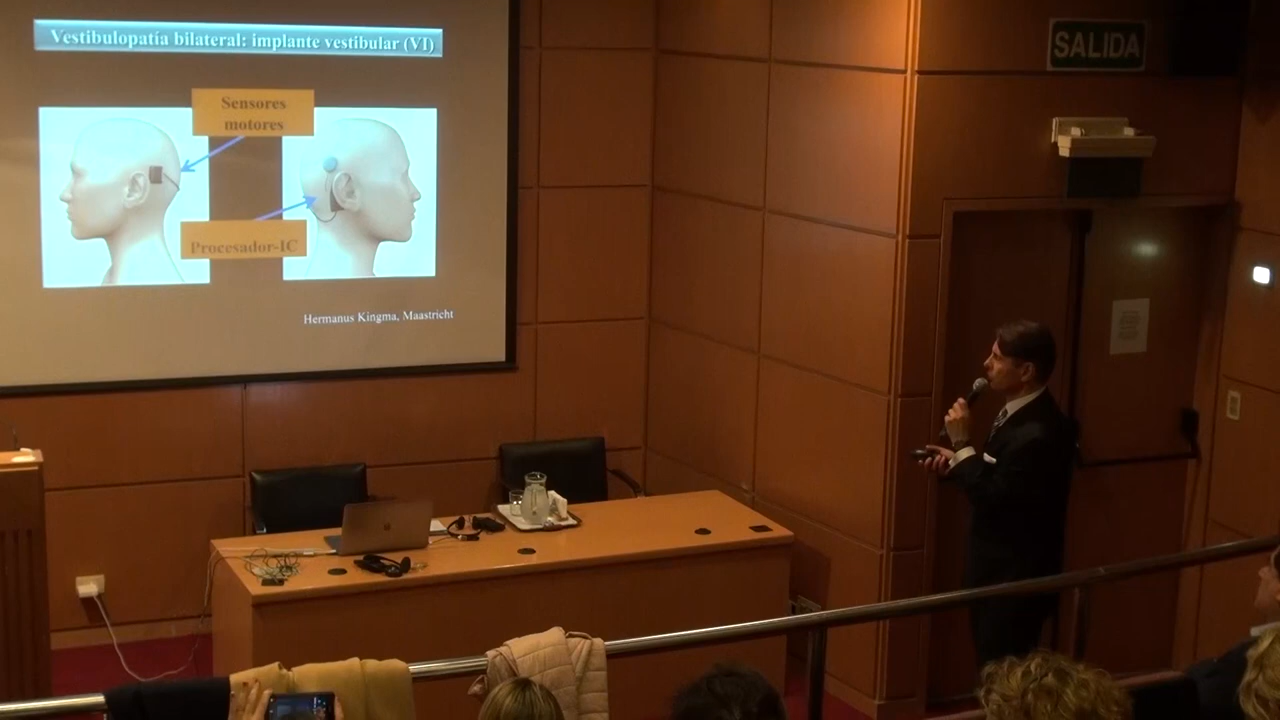 Vestibulopatía bilateral: implante vestibular (VI)
Sensores
motores
Procesador-IC
Hermanus Kingma, Maastricht
SALIDA